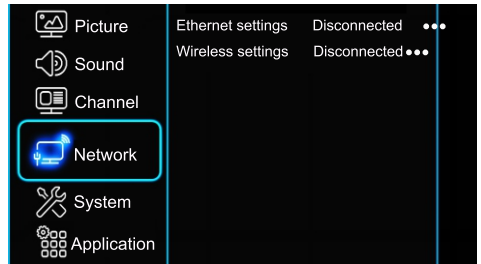 Picture
Sound
Channel
Network
System
Application
Ethernet settings Disconnected •••
Wireless settings Disconnected •••